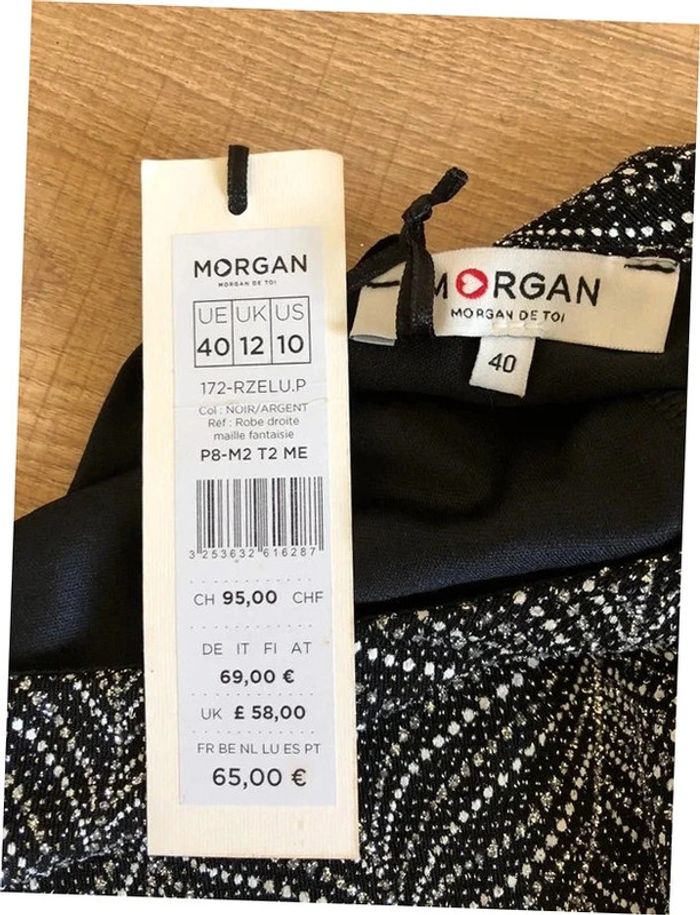 MORGAN
MORGAN DE TOI
UE UK US
40 12 10
172-RZELU.P
Col : NOIR/ARGENT
Réf : Robe droite
maille fantaisie
P8-M2 T2 ME
3 253632 616287
CH 95,00 CHF
DE IT FI AT
69,00 €
UK £ 58,00
FR BE NL LU ES PT
65,00 €
MORGAN
MORGAN DE TOI
40